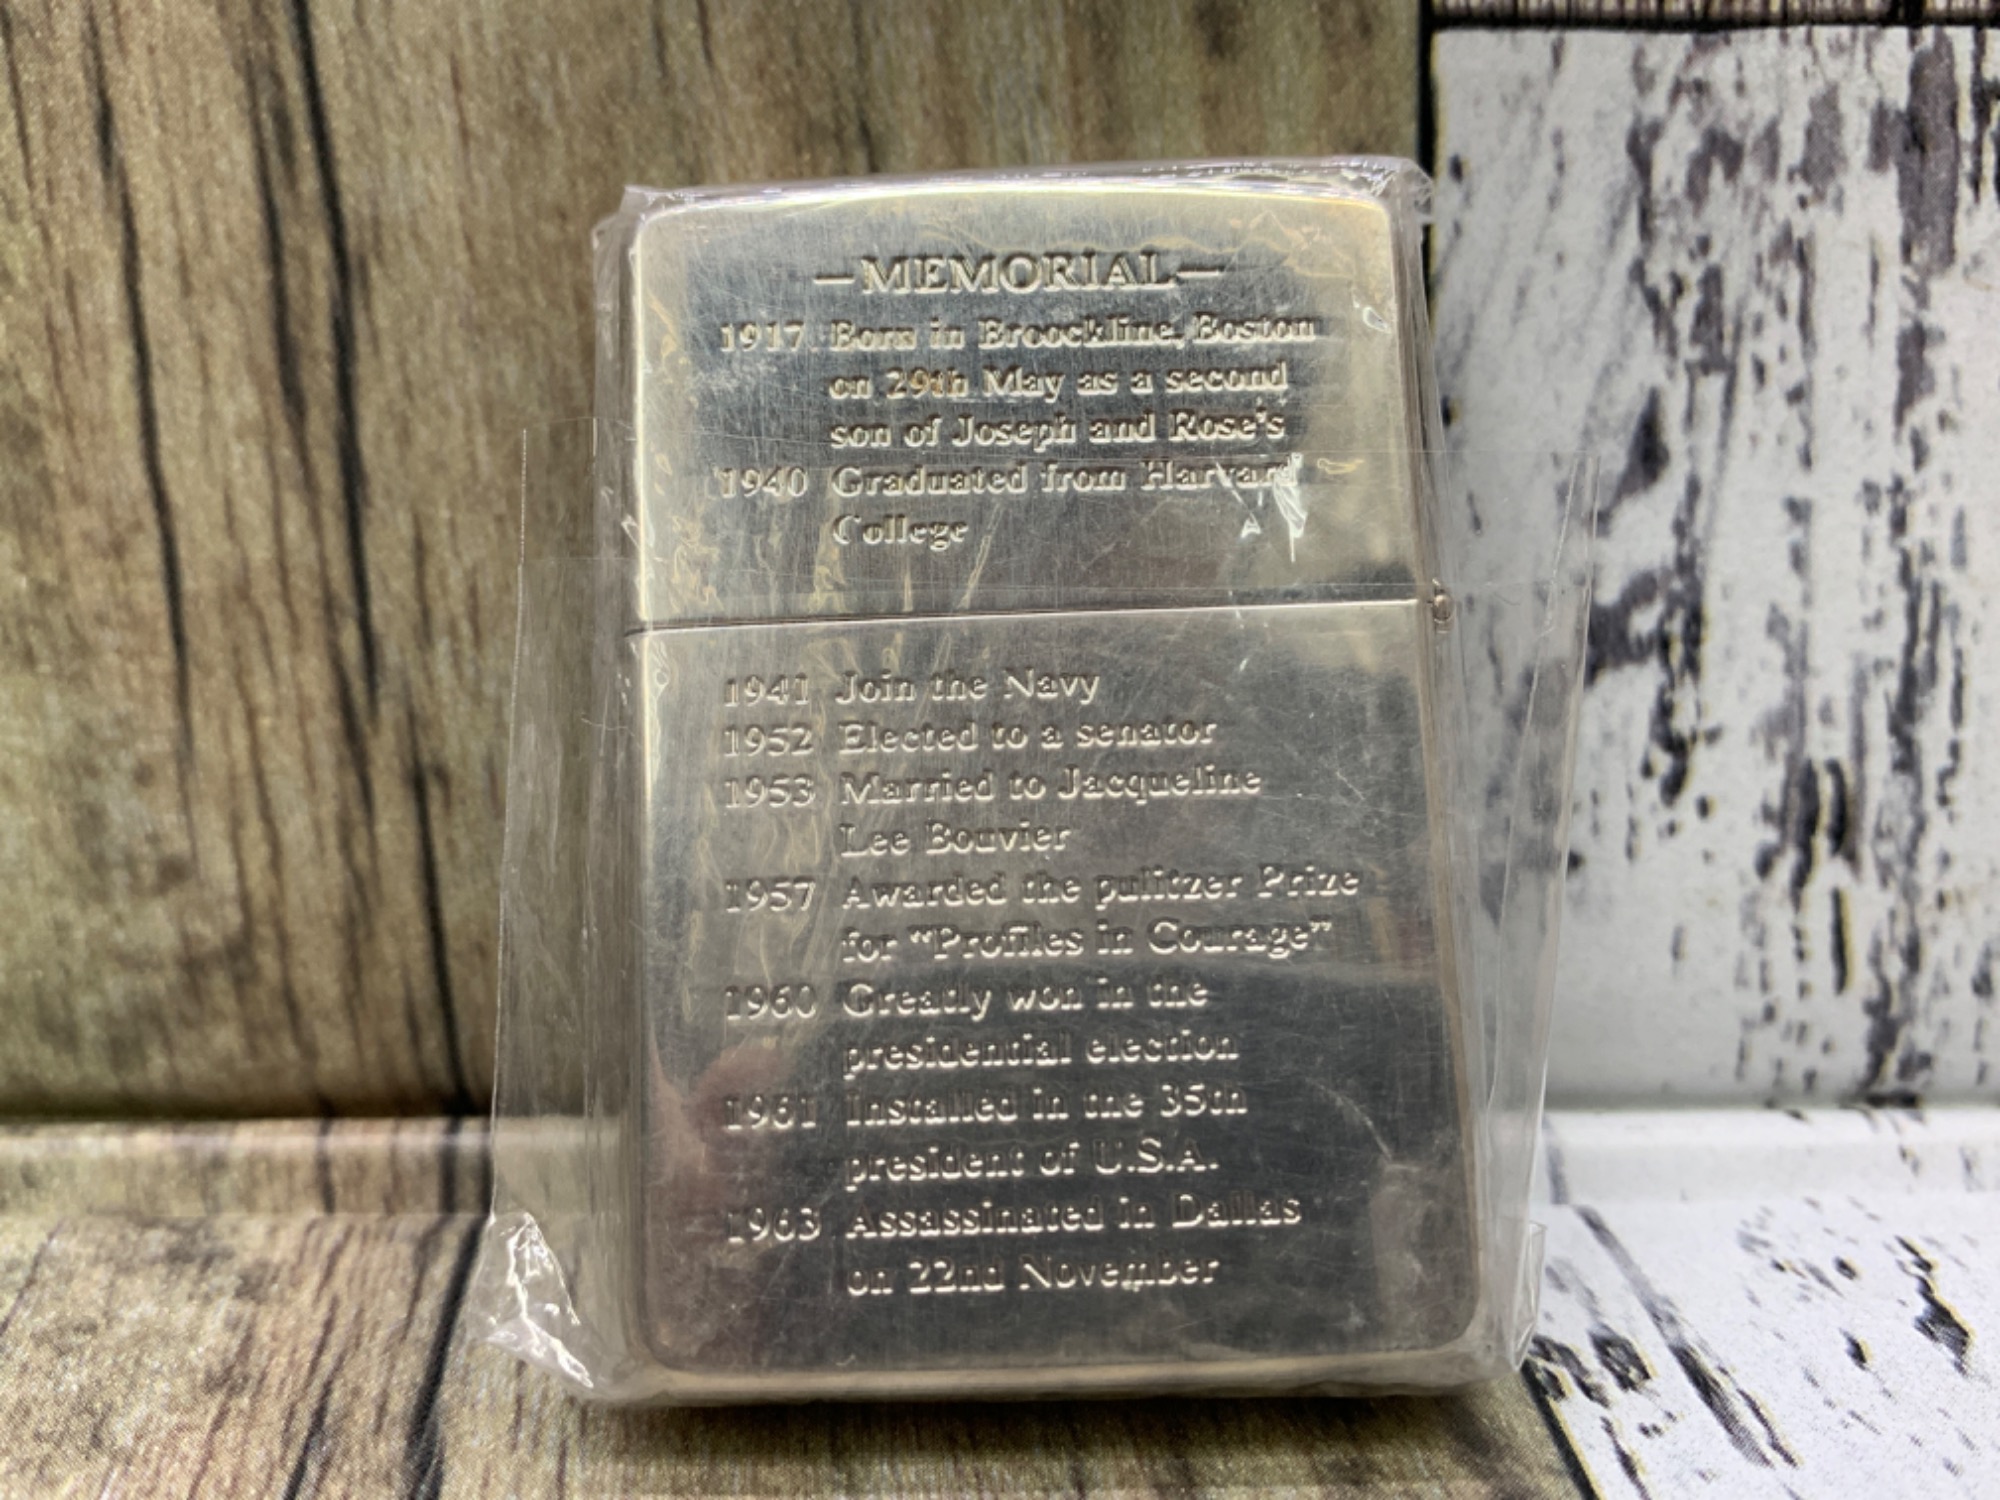 —MEMORIAL—
1917 Born in Broockline, Boston
on 29th May as a second
son of Joseph and Rose's
1940 Graduated from Harvard
College
1941 Join the Navy
1952 Elected to a senator
1953 Married to Jacqueline
Lee Bouvier
1957 Awarded the pulitzer Prize
for "Profiles in Courage"
1960 Greatly won in the
presidential election
1961 Installed in the 35th
president of U.S.A.
1963 Assassinated in Dallas
on 22nd November